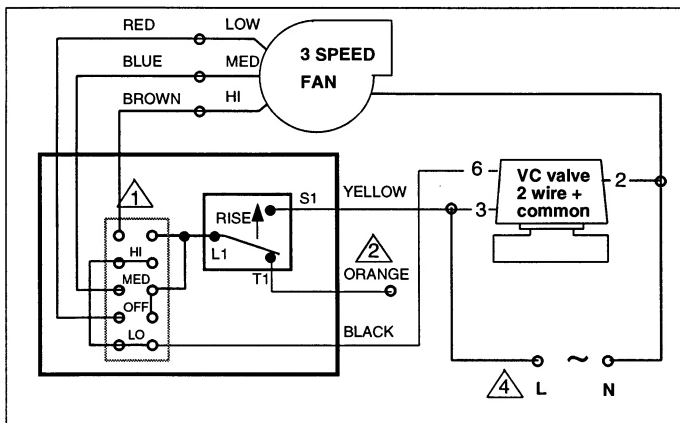 RED LOW
BLUE MED
BROWN HI
3 SPEED
FAN
1
RISE
S1
YELLOW
L1
T1
2
ORANGE
HI
MED
OFF
LO
BLACK
6
3
VC valve
2 wire +
common
2
4 L ~ N